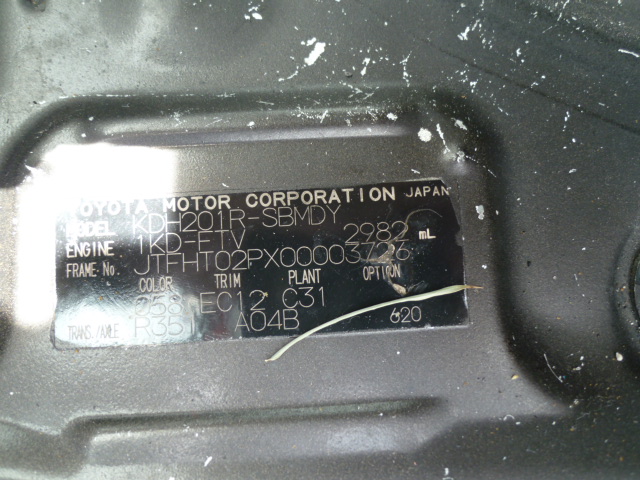 TOYOTA MOTOR CORPORATION JAPAN
MODEL KDH201R-SBMDY
ENGINE 1KD-FTV 2982 mL
FRAME No. JTFHT02PX00003726
COLOR TRIM PLANT OPTION
058 EC12 C31
TRANS./AXLE R351 A04B 620